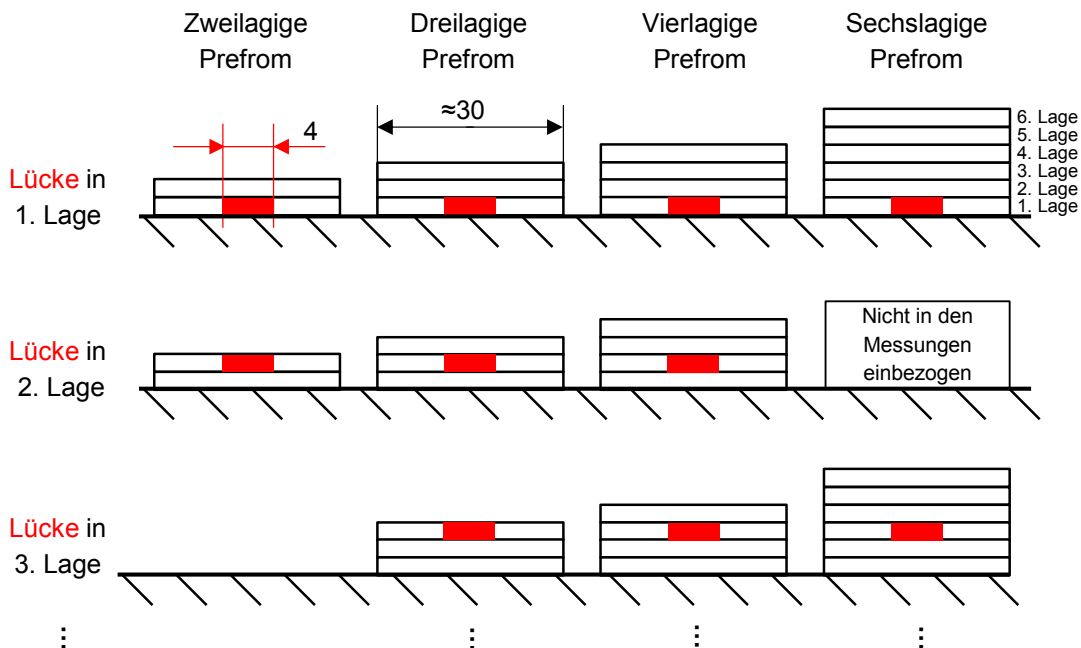 Zweilagige
Prefrom
Dreilagige
Prefrom
Vierlagige
Prefrom
Sechslagige
Prefrom
4
≈30
6. Lage
5. Lage
4. Lage
3. Lage
2. Lage
1. Lage
Lücke in
1. Lage
Lücke in
2. Lage
Nicht in den
Messungen
einbezogen
Lücke in
3. Lage